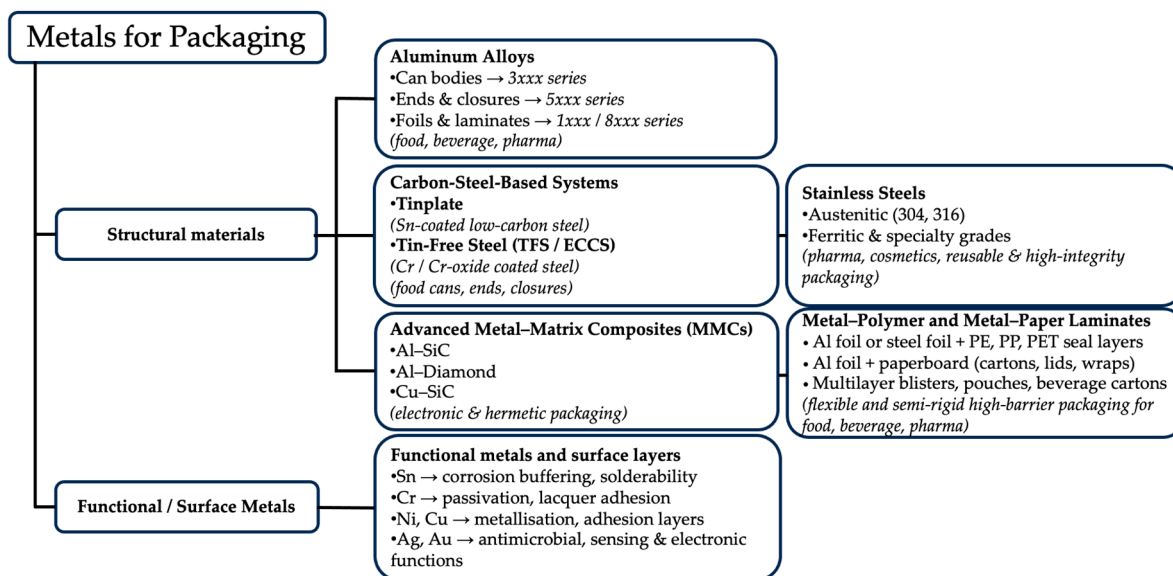 Metals for Packaging
Aluminum Alloys
•Can bodies → 3xxx series
•Ends & closures → 5xxx series
•Foils & laminates → 1xxx / 8xxx series
(food, beverage, pharma)
Structural materials
Carbon-Steel-Based Systems
•Tinplate
(Sn-coated low-carbon steel)
•Tin-Free Steel (TFS / ECCS)
(Cr / Cr-oxide coated steel)
(food cans, ends, closures)
Stainless Steels
•Austenitic (304, 316)
•Ferritic & specialty grades
(pharma, cosmetics, reusable & high-integrity
packaging)
Advanced Metal–Matrix Composites (MMCs)
•Al–SiC
•Al–Diamond
•Cu–SiC
(electronic & hermetic packaging)
Metal–Polymer and Metal–Paper Laminates
• Al foil or steel foil + PE, PP, PET seal layers
• Al foil + paperboard (cartons, lids, wraps)
• Multilayer blisters, pouches, beverage cartons
(flexible and semi-rigid high-barrier packaging for
food, beverage, pharma)
Functional / Surface Metals
Functional metals and surface layers
•Sn → corrosion buffering, solderability
•Cr → passivation, lacquer adhesion
•Ni, Cu → metallisation, adhesion layers
•Ag, Au → antimicrobial, sensing & electronic
functions